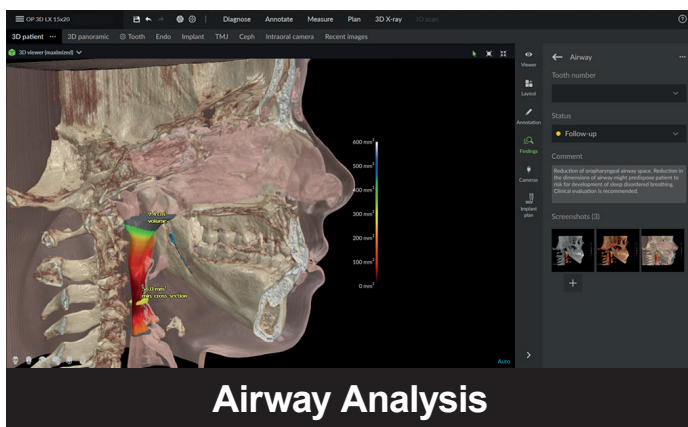 OP 3D LX 15x20
Diagnose Annotate Measure Plan 3D X-ray 3D scan
3D patient ••• 3D panoramic Tooth Endo Implant TMJ Ceph Intraoral camera Recent images
3D viewer (maximized)
Viewer
Layout
Annotation
Findings
Cameras
Implant
plan
Airway
Tooth number
Status
Follow-up
Comment
Reduction of oropharyngeal airway space. Reduction in
the dimensions of airway might predispose patient to
risk for development of sleep disordered breathing.
Clinical evaluation is recommended.
Screenshots (3)
600 mm²
500 mm²
400 mm²
300 mm²
200 mm²
100 mm²
0 mm²
volume
min. cross section
Auto
Airway Analysis